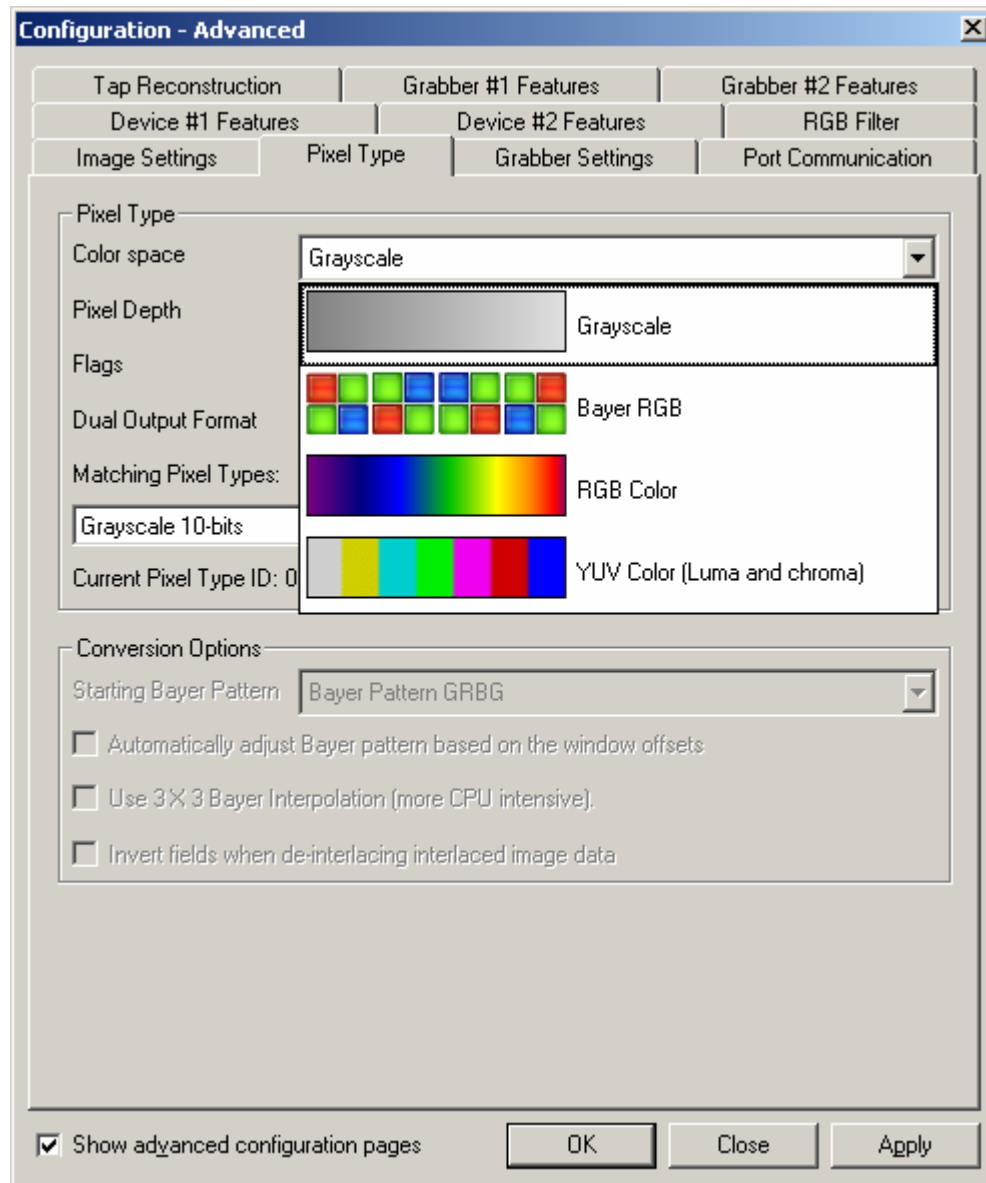 Configuration - Advanced
Tap Reconstruction
Grabber #1 Features
Grabber #2 Features
Device #1 Features
Device #2 Features
RGB Filter
Image Settings
Pixel Type
Grabber Settings
Port Communication
Pixel Type
Color space
Grayscale
Pixel Depth
Grayscale
Flags
Bayer RGB
Dual Output Format
Matching Pixel Types:
RGB Color
Grayscale 10-bits
Current Pixel Type ID: 0
YUV Color (Luma and chroma)
Conversion Options
Starting Bayer Pattern
Bayer Pattern GRBG
Automatically adjust Bayer pattern based on the window offsets
Use 3 X 3 Bayer Interpolation (more CPU intensive).
Invert fields when de-interlacing interlaced image data
Show advanced configuration pages
OK
Close
Apply